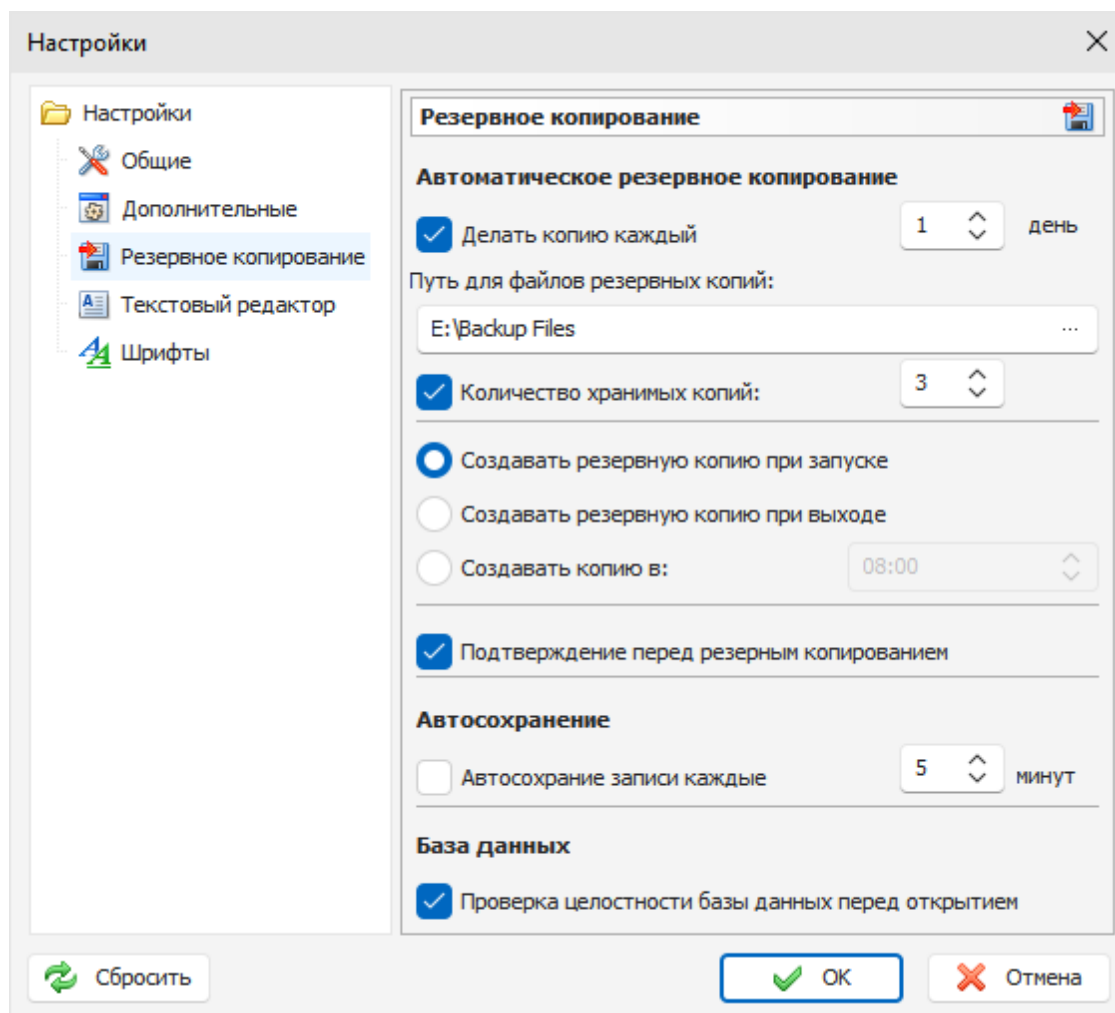 Настройки
Настройки
Общие
Дополнительные
Резервное копирование
Текстовый редактор
Шрифты
Резервное копирование
Автоматическое резервное копирование
Делать копию каждый 1 день
Путь для файлов резервных копий:
E:\Backup Files ...
Количество хранимых копий: 3
Создавать резервную копию при запуске
Создавать резервную копию при выходе
Создавать копию в: 08:00
Подтверждение перед резерным копированием
Автосохранение
Автосохрание записи каждые 5 минут
База данных
Проверка целостности базы данных перед открытием
Сбросить OK Отмена